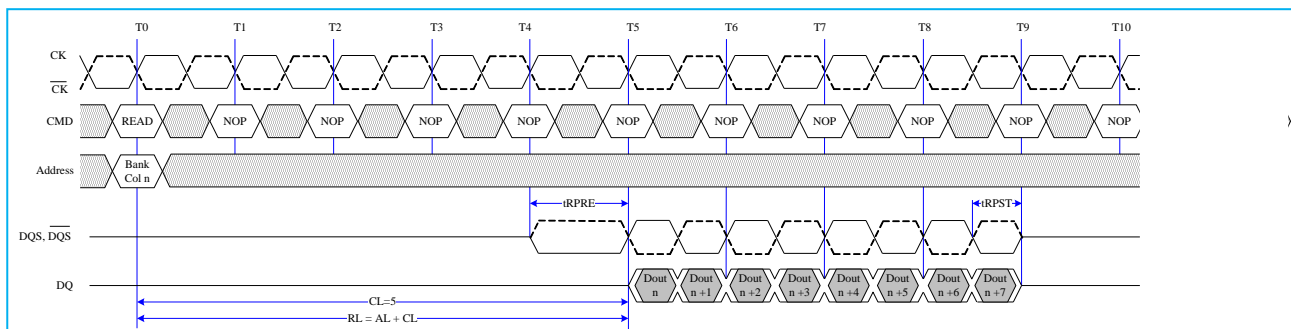 T0 T1 T2 T3 T4 T5 T6 T7 T8 T9 T10
CK
CK
CMD READ NOP NOP NOP NOP NOP NOP NOP NOP NOP NOP
Address Bank
Col n
tRPRE tRPST
DQS, DQS
DQ Dout Dout Dout Dout Dout Dout Dout Dout
n n +1 n +2 n +3 n +4 n +5 n +6 n +7
CL=5
RL = AL + CL